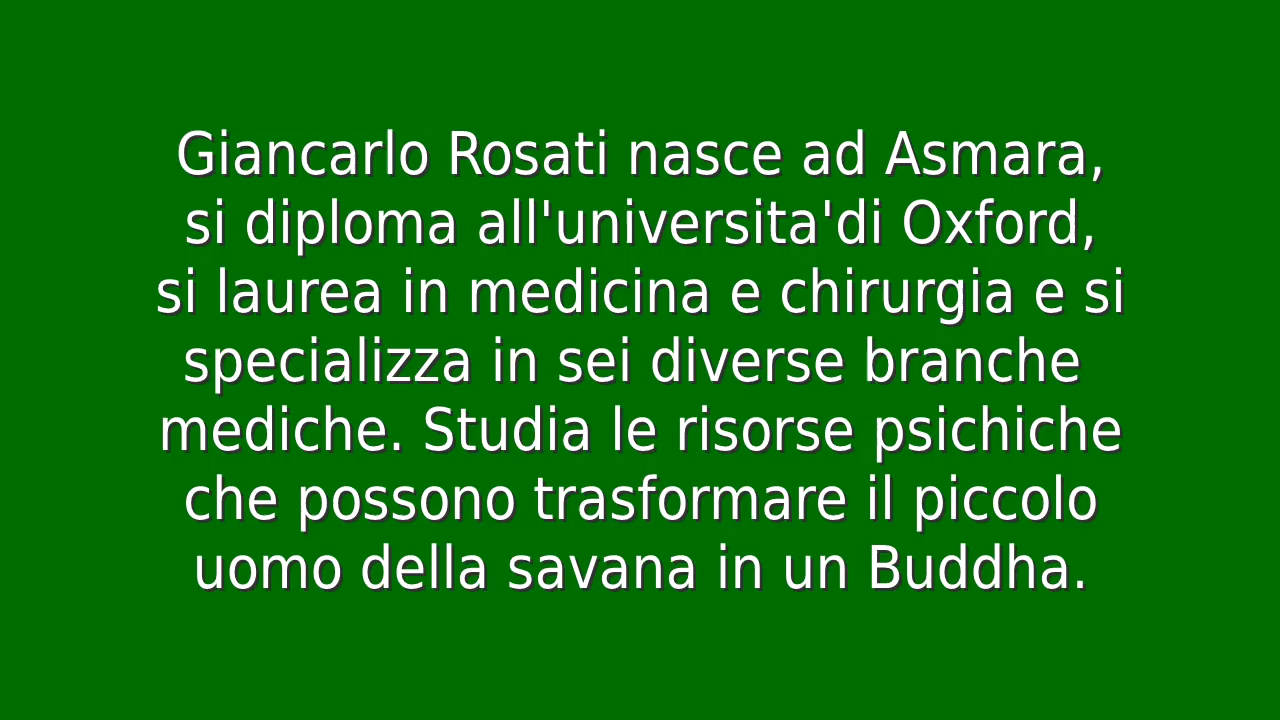 Giancarlo Rosati nasce ad Asmara,
si diploma all'universita'di Oxford,
si laurea in medicina e chirurgia e si
specializza in sei diverse branche
mediche. Studia le risorse psichiche
che possono trasformare il piccolo
uomo della savana in un Buddha.